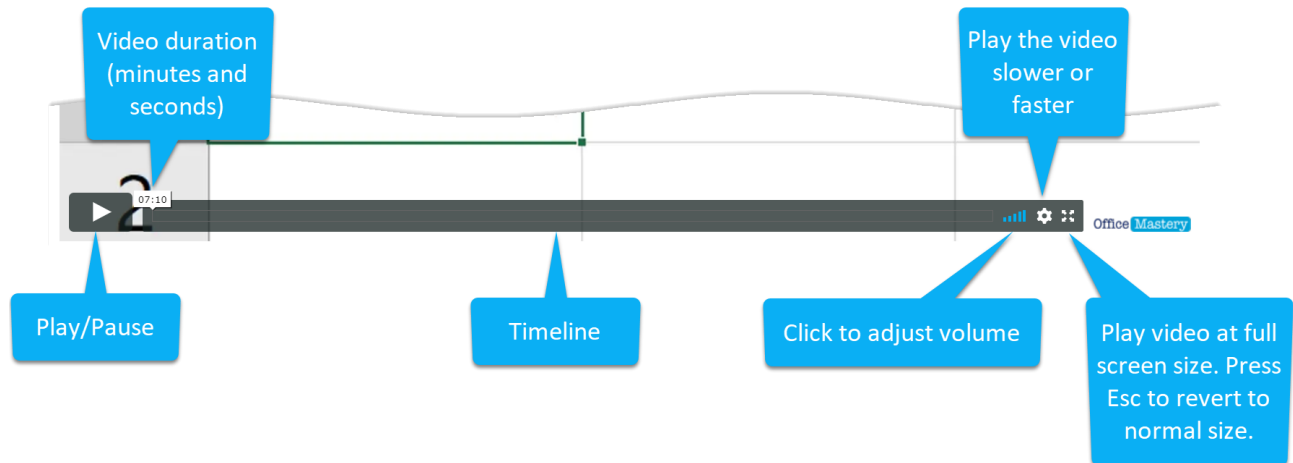 Video duration
(minutes and
seconds)
Play the video
slower or
faster
2
07:10
Office Mastery
Play/Pause
Timeline
Click to adjust volume
Play video at full
screen size. Press
Esc to revert to
normal size.